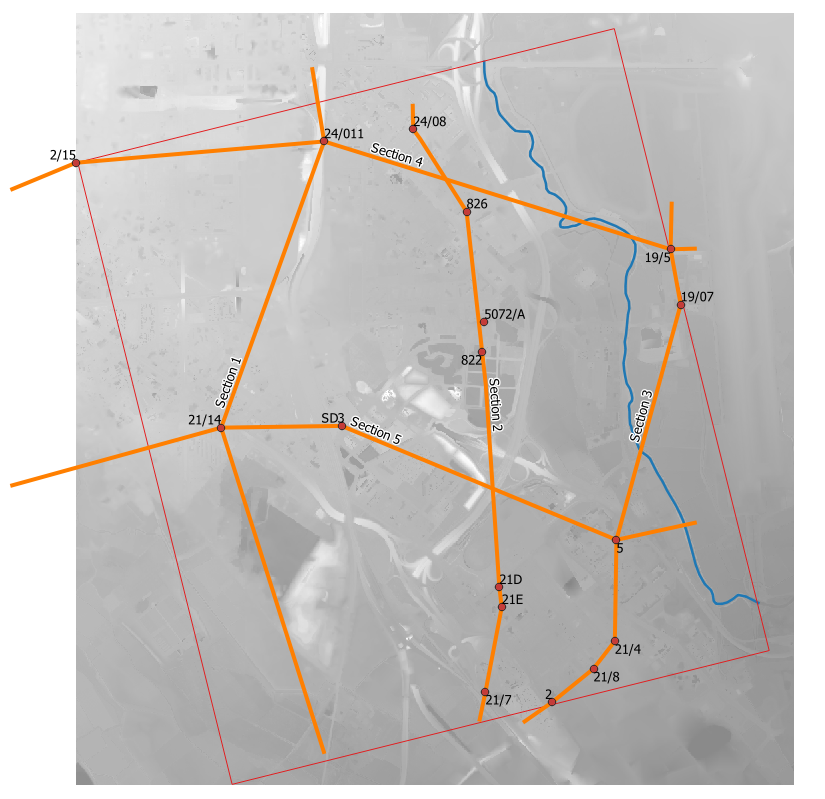 24/08
24/011
2/15
Section 4
826
19/5
19/07
5072/A
822
Section 1
Section 2
Section 3
21/14
SD3
Section 5
5
21D
21E
21/4
21/8
21/7
2